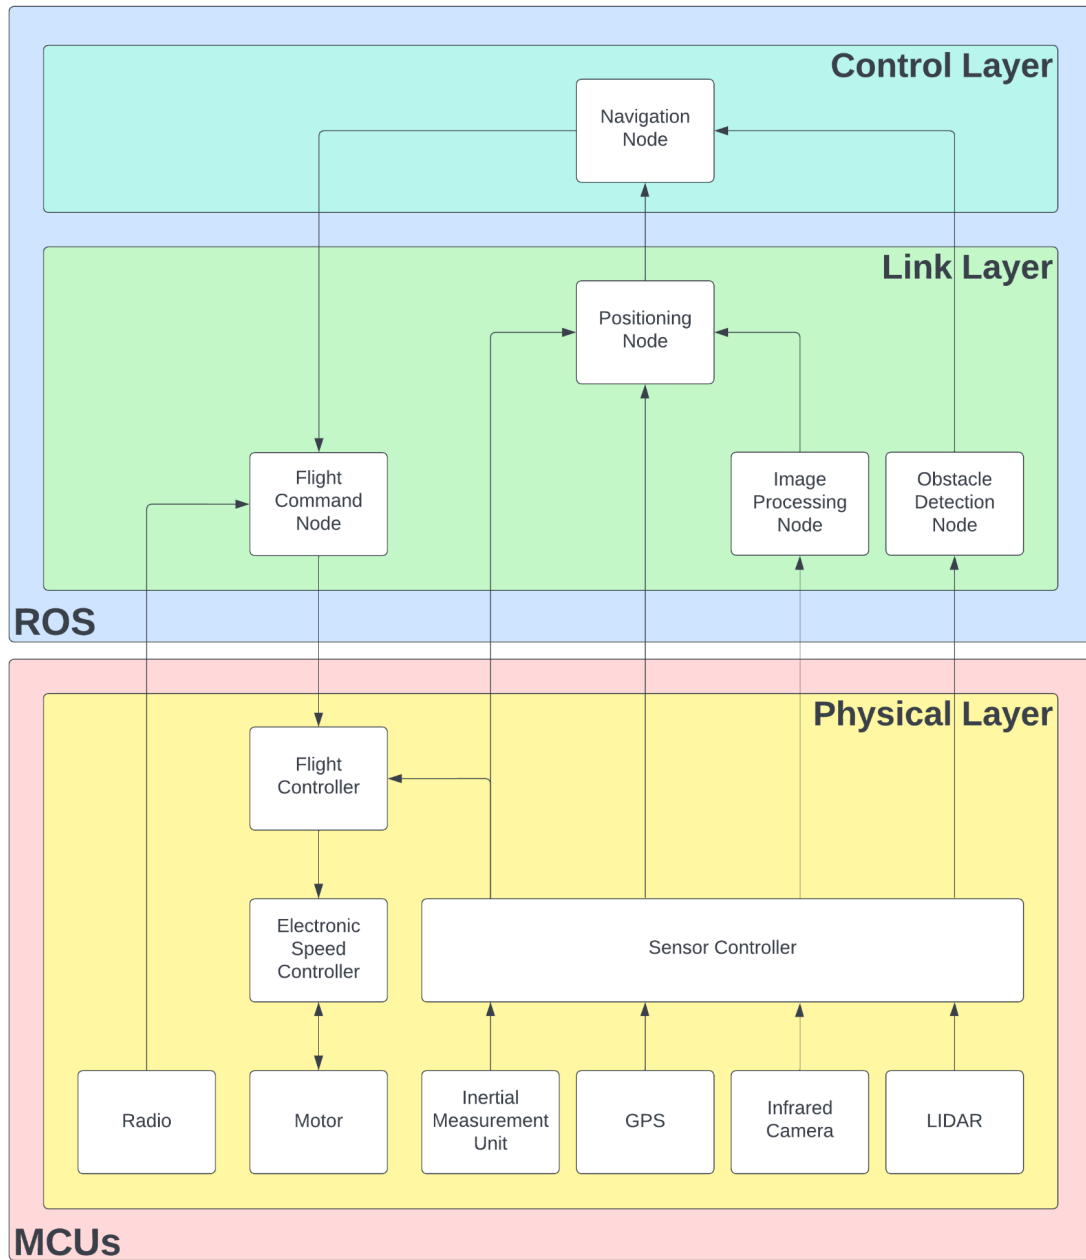 Control Layer
Navigation
Node
Link Layer
Positioning
Node
Flight
Command
Node
Image
Processing
Node
Obstacle
Detection
Node
ROS
Physical Layer
Flight
Controller
Electronic
Speed
Controller
Sensor Controller
Radio
Motor
Inertial
Measurement
Unit
GPS
Infrared
Camera
LIDAR
MCUs